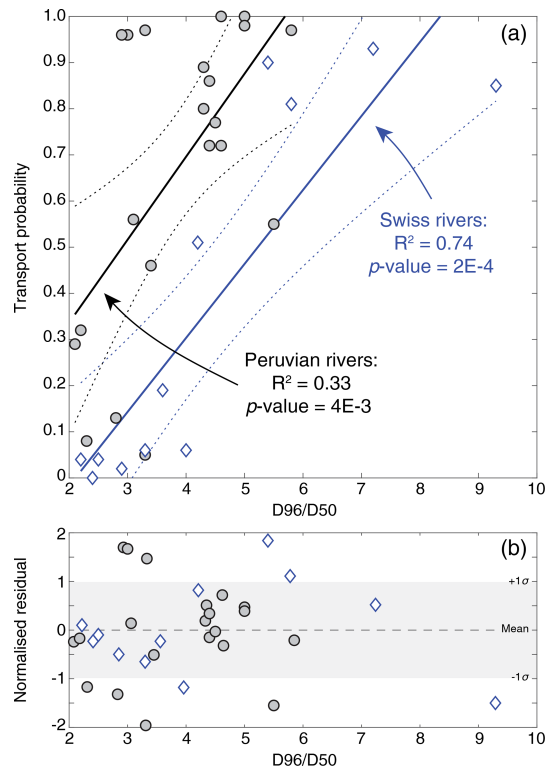 1.0
0.9
0.8
0.7
0.6
0.5
0.4
0.3
0.2
0.1
0
Transport probability
(a)
Swiss rivers:
R² = 0.74
p-value = 2E-4
Peruvian rivers:
R² = 0.33
p-value = 4E-3
2 3 4 5 6 7 8 9 10
D96/D50
2
1
0
-1
-2
Normalised residual
(b)
+1σ
Mean
-1σ
2 3 4 5 6 7 8 9 10
D96/D50